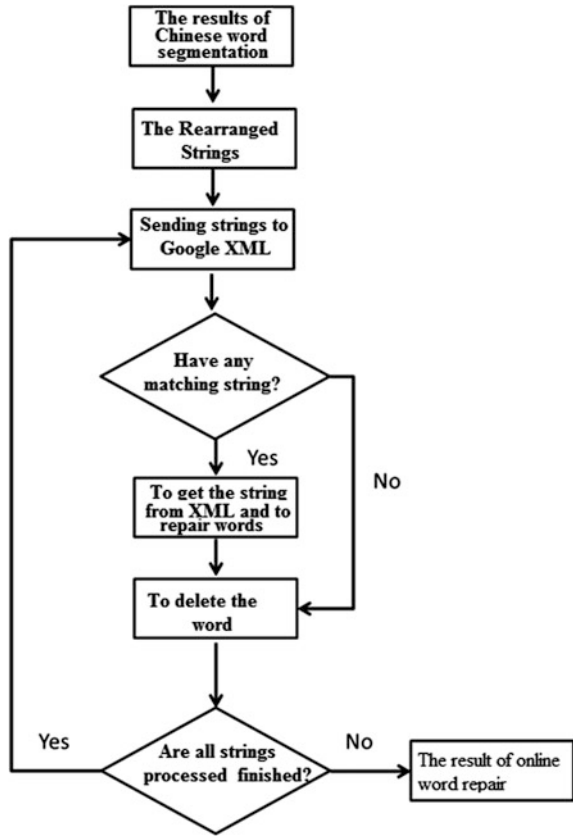 The results of
Chinese word
segmentation
The Rearranged
Strings
Sending strings to
Google XML
Have any
matching string?
Yes
No
To get the string
from XML and to
repair words
To delete the
word
Yes
Are all strings
processed finished?
No
The result of online
word repair